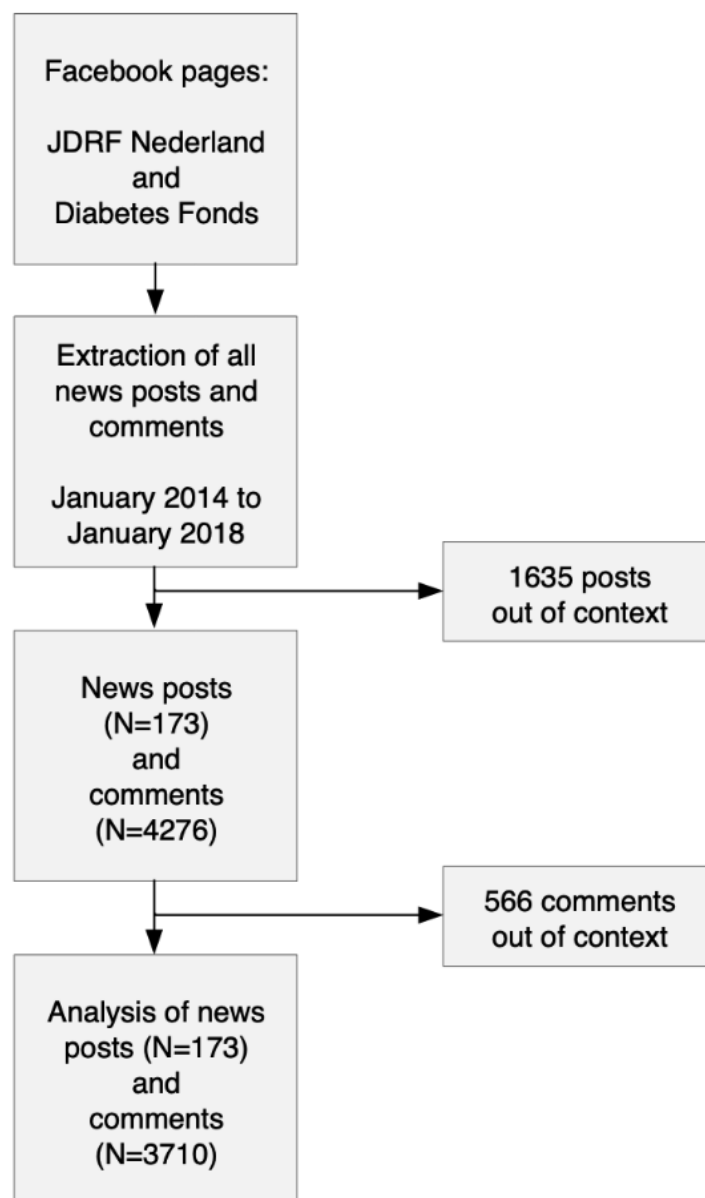 Facebook pages:
JDRF Nederland
and
Diabetes Fonds
Extraction of all
news posts and
comments
January 2014 to
January 2018
1635 posts
out of context
News posts
(N=173)
and
comments
(N=4276)
566 comments
out of context
Analysis of news
posts (N=173)
and
comments
(N=3710)